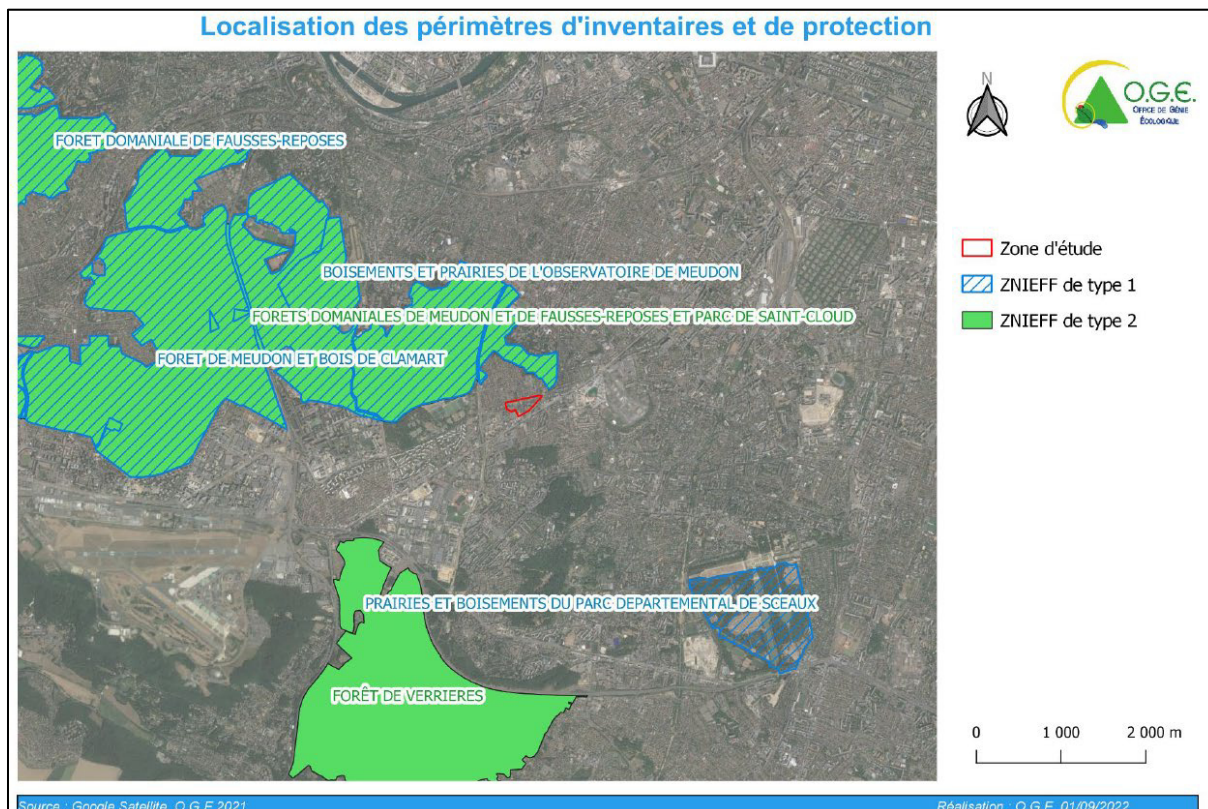 Localisation des périmètres d'inventaires et de protection
N
O.G.E.
OFFICE DE GÉNIE
ÉCOLOGIQUE
FORET DOMANIALE DE FAUSSES-REPOSES
BOISEMENTS ET PRAIRIES DE L'OBSERVATOIRE DE MEUDON
FORETS DOMANIALES DE MEUDON ET DE FAUSSES-REPOSES ET PARC DE SAINT-CLOUD
FORET DE MEUDON ET BOIS DE CLAMART
Zone d'étude
ZNIEFF de type 1
ZNIEFF de type 2
PRAIRIES ET BOISEMENTS DU PARC DEPARTEMENTAL DE SCEAUX
FORÊT DE VERRIERES
0 1 000 2 000 m
Source : Google Satellite, O.G.E 2021
Réalisation : O.G.E, 01/09/2022